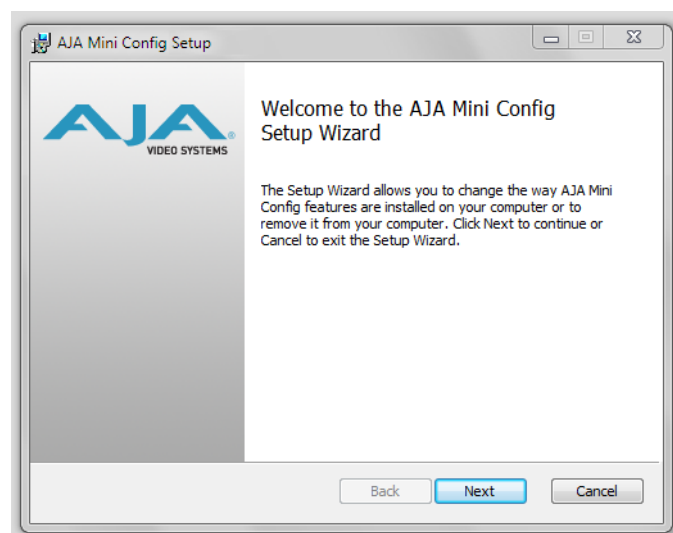 AJA Mini Config Setup
AJA
VIDEO SYSTEMS
Welcome to the AJA Mini Config
Setup Wizard
The Setup Wizard allows you to change the way AJA Mini
Config features are installed on your computer or to
remove it from your computer. Click Next to continue or
Cancel to exit the Setup Wizard.
Back
Next
Cancel